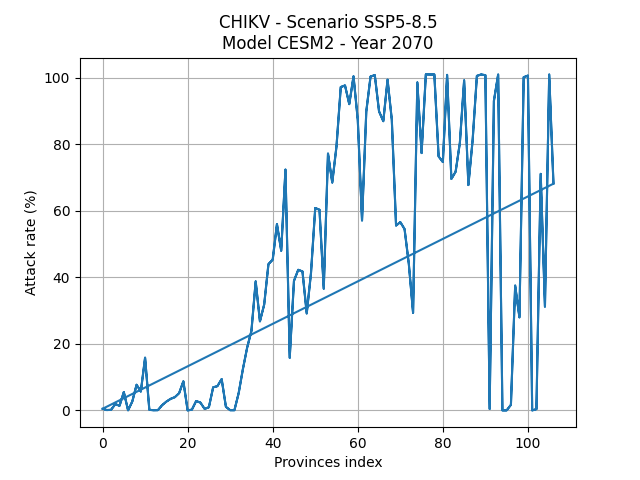 CHIKV - Scenario SSP5-8.5
Model CESM2 - Year 2070
Attack rate (%)
100
80
60
40
20
0
0 20 40 60 80 100
Provinces index